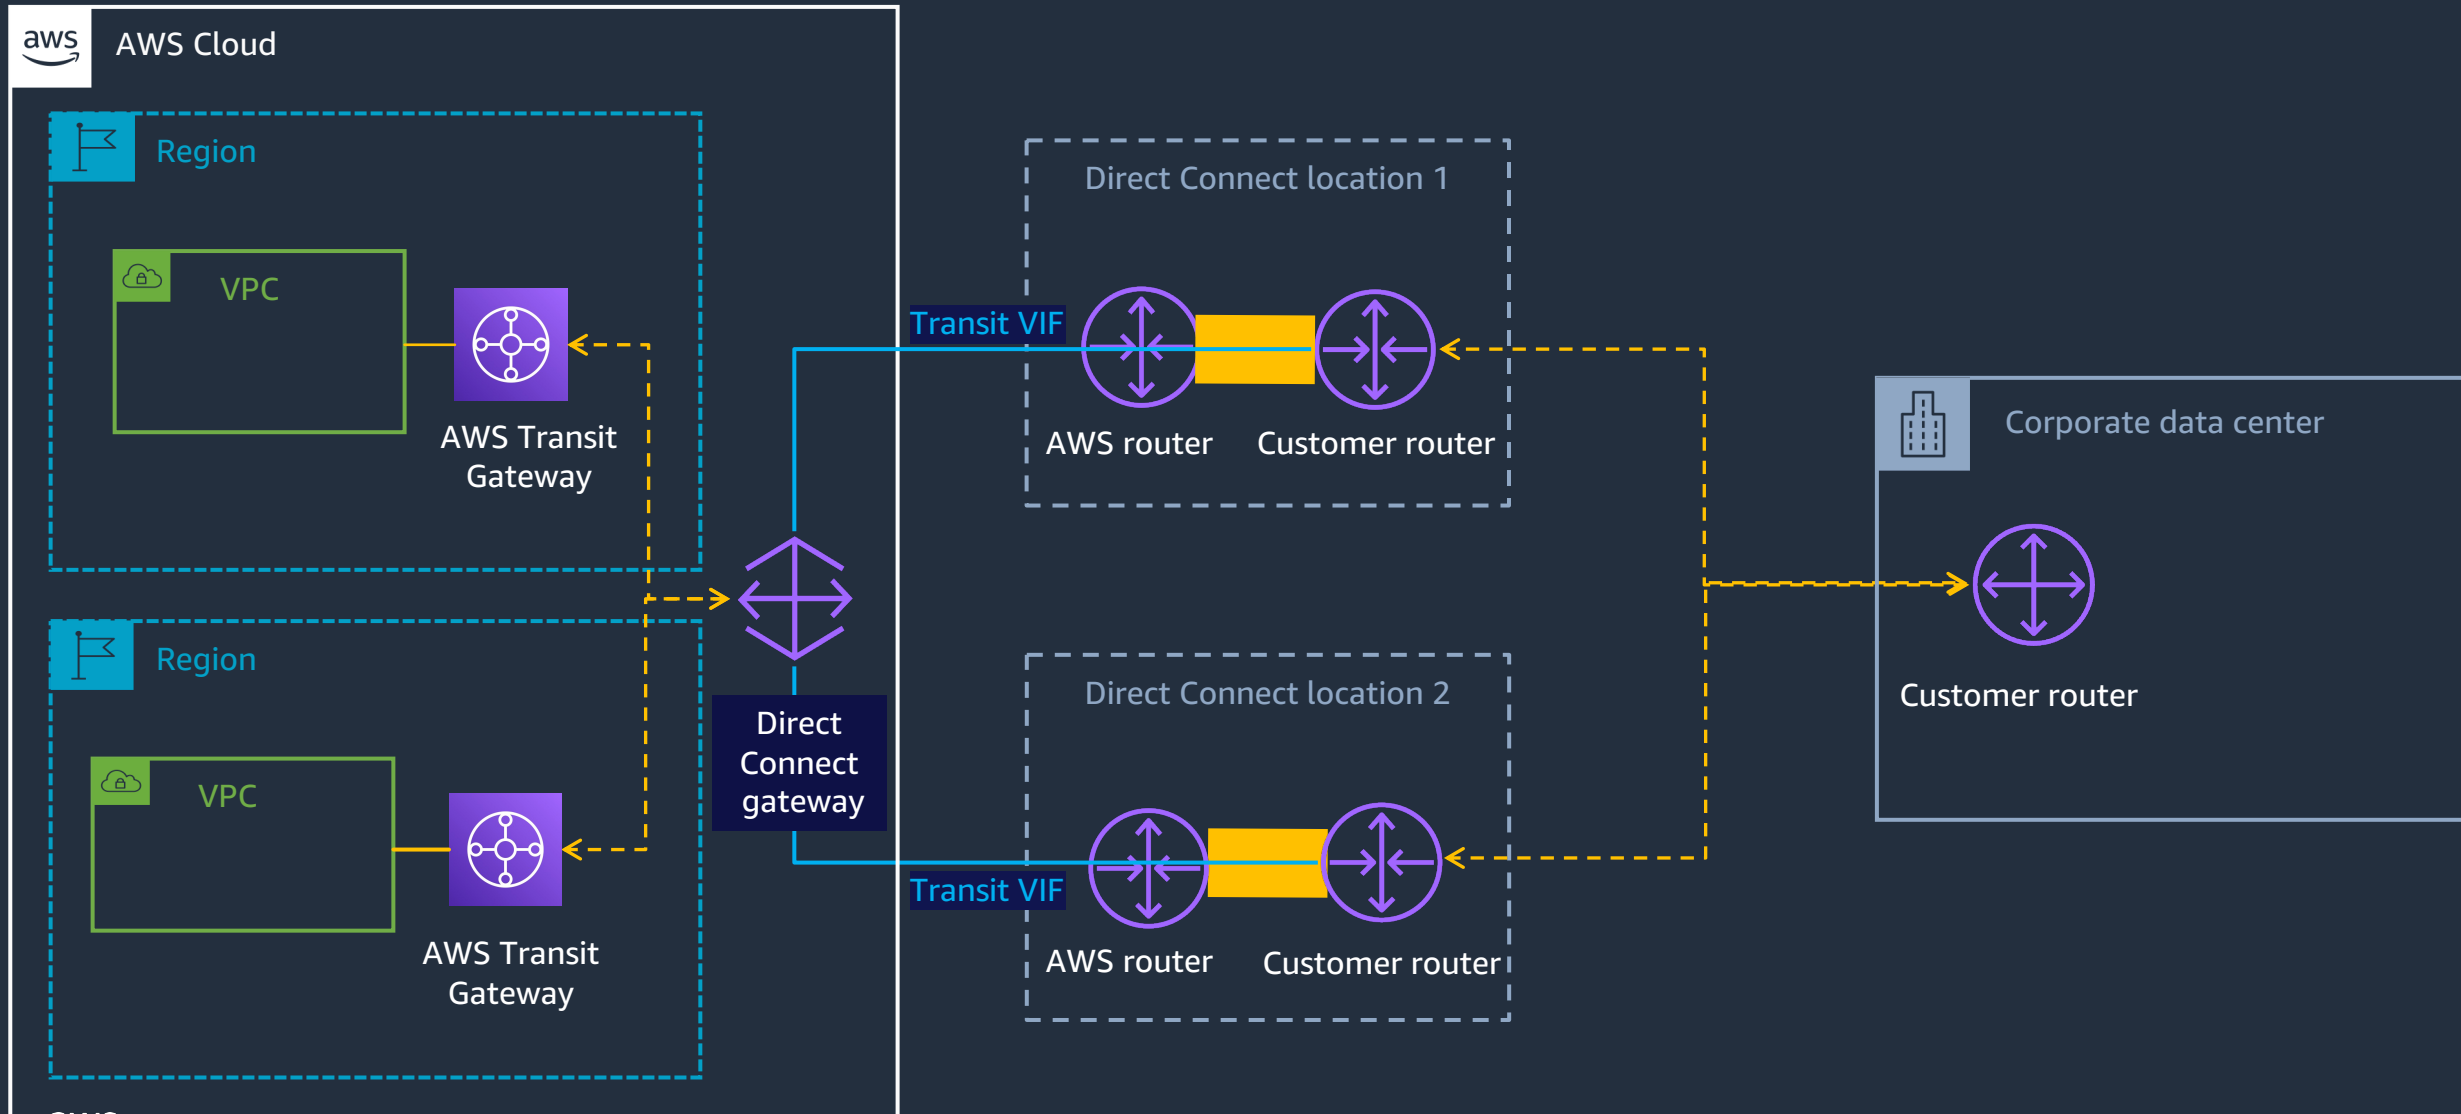 aws
AWS Cloud
Region
VPC
AWS Transit
Gateway
Region
VPC
AWS Transit
Gateway
Direct
Connect
gateway
Transit VIF
Transit VIF
Direct Connect location 1
AWS router
Customer router
Direct Connect location 2
AWS router
Customer router
Corporate data center
Customer router